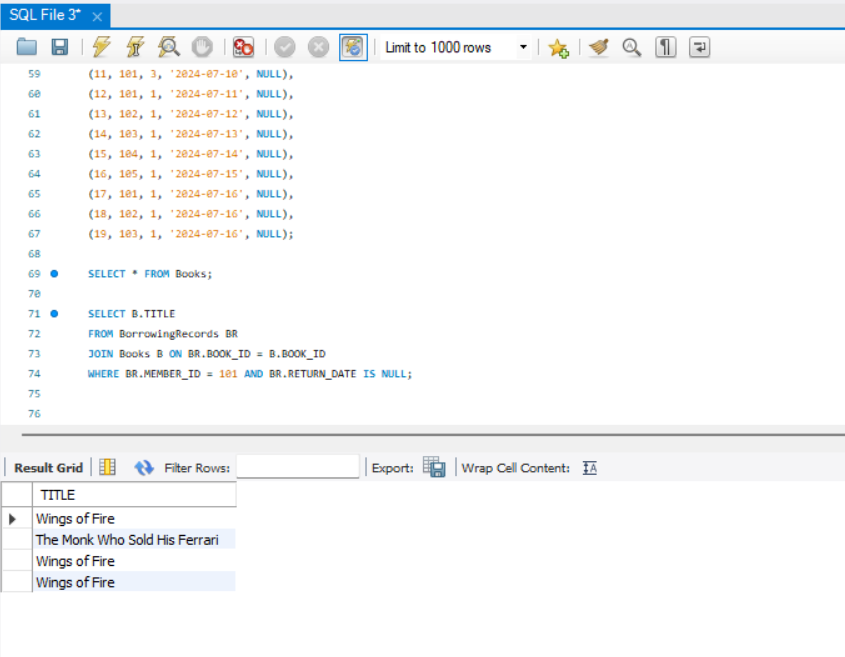 SQL File 3*
Limit to 1000 rows
59 (11, 101, 3, '2024-07-10', NULL),
60 (12, 101, 1, '2024-07-11', NULL),
61 (13, 102, 1, '2024-07-12', NULL),
62 (14, 103, 1, '2024-07-13', NULL),
63 (15, 104, 1, '2024-07-14', NULL),
64 (16, 105, 1, '2024-07-15', NULL),
65 (17, 101, 1, '2024-07-16', NULL),
66 (18, 102, 1, '2024-07-16', NULL),
67 (19, 103, 1, '2024-07-16', NULL);
68
69 SELECT * FROM Books;
70
71 SELECT B.TITLE
72 FROM BorrowingRecords BR
73 JOIN Books B ON BR.BOOK_ID = B.BOOK_ID
74 WHERE BR.MEMBER_ID = 101 AND BR.RETURN_DATE IS NULL;
75
76
Result Grid Filter Rows: Export: Wrap Cell Content: IA
TITLE
Wings of Fire
The Monk Who Sold His Ferrari
Wings of Fire
Wings of Fire